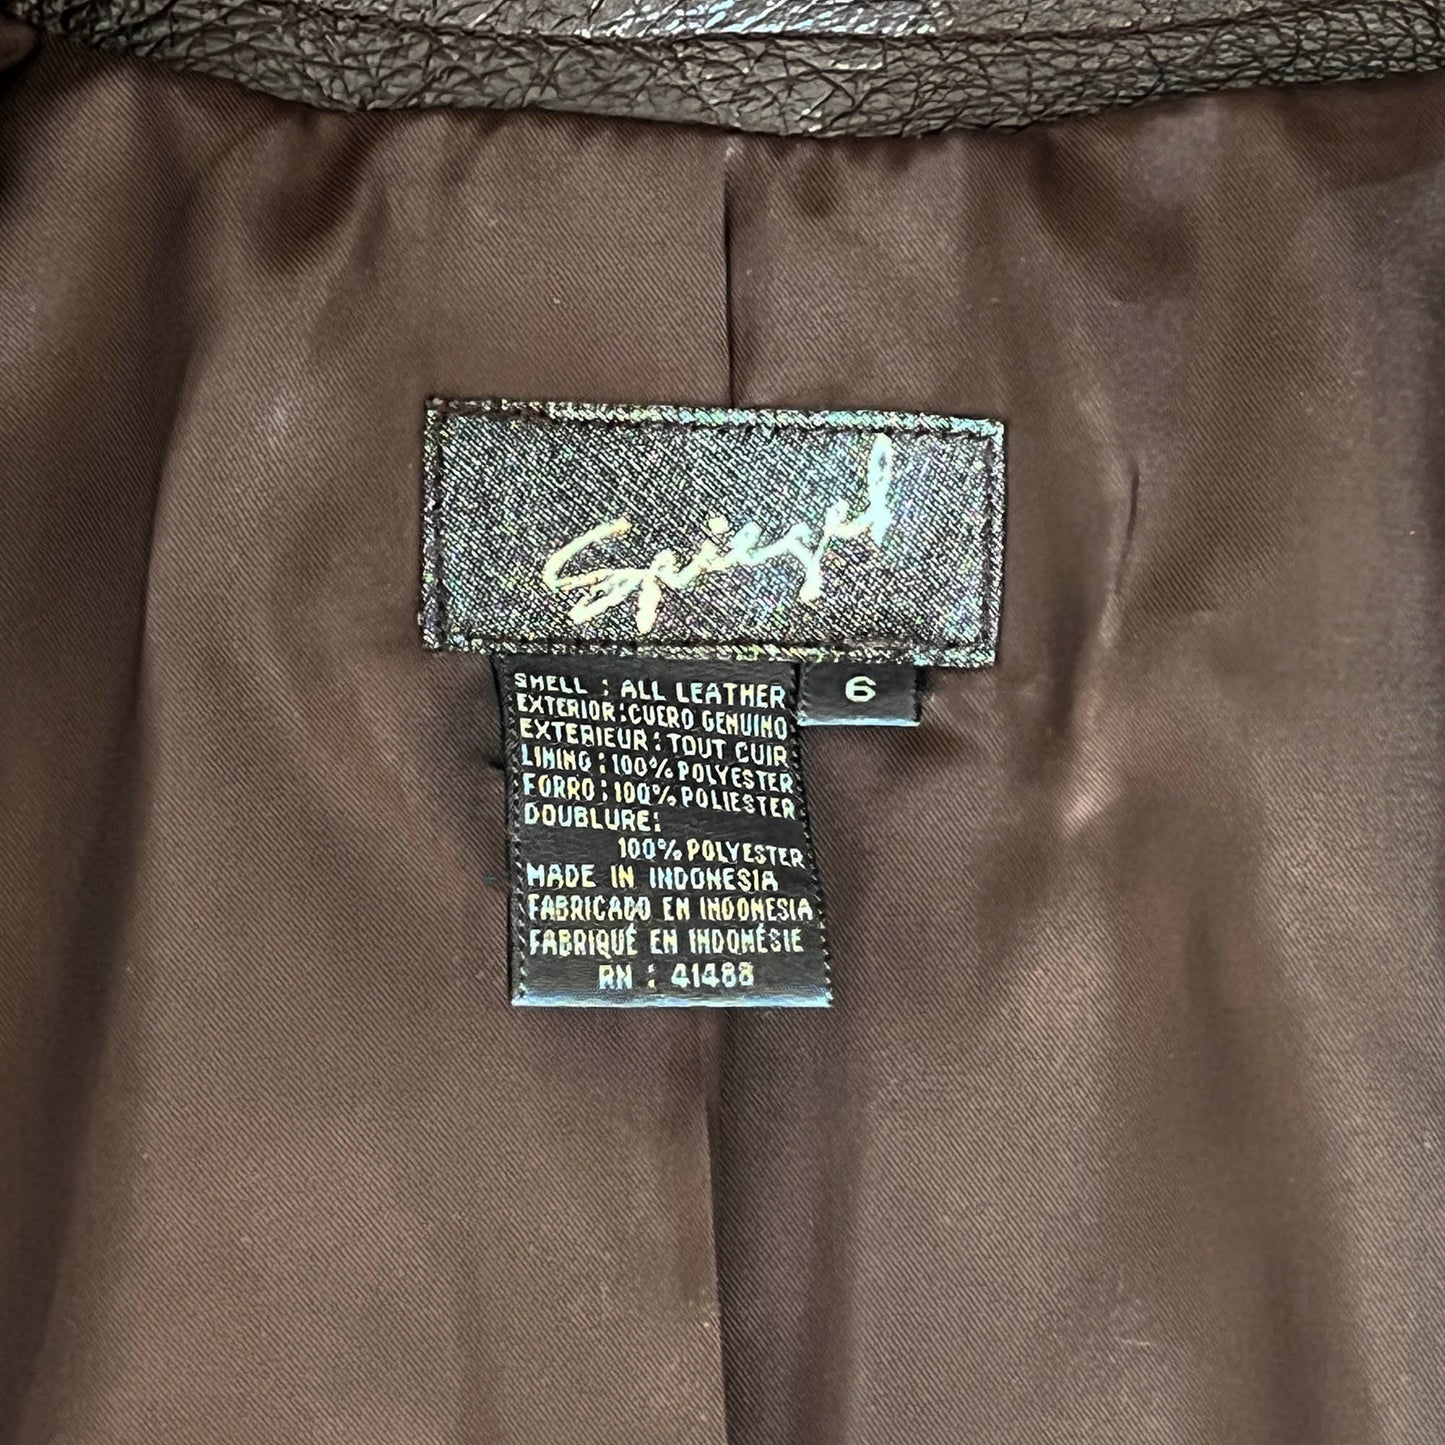 Spiegel
6
SHELL : ALL LEATHER
EXTERIOR : CUERO GENUINO
EXTERIEUR : TOUT CUIR
LINING : 100% POLYESTER
FORRO : 100% POLIESTER
DOUBLURE :
100% POLYESTER
MADE IN INDONESIA
FABRICADO EN INDONESIA
FABRIQUÉ EN INDONÉSIE
RN : 41488